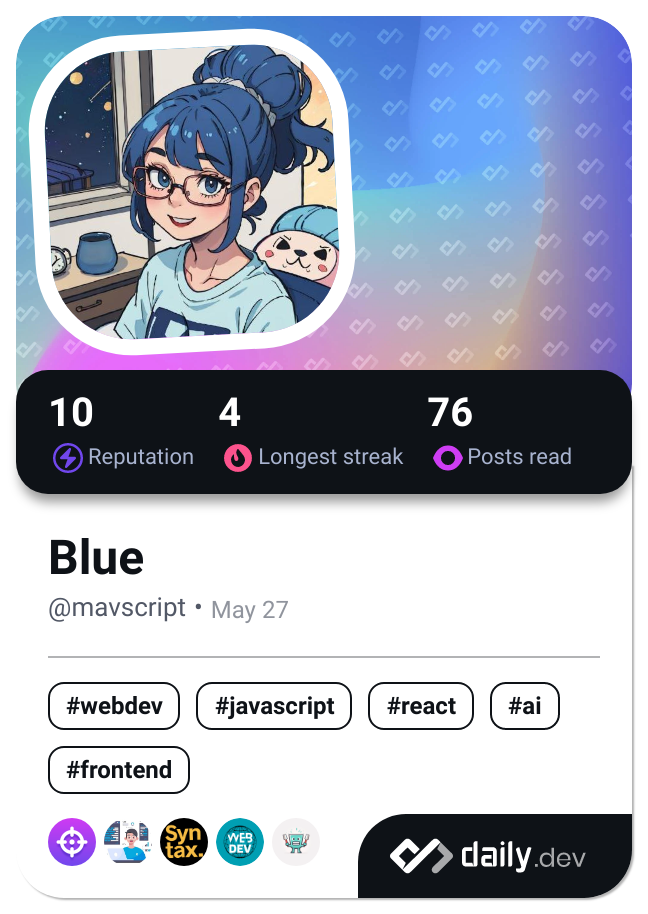 10 4 76
Reputation Longest streak Posts read
Blue
@mavscript • May 27
#webdev #javascript #react #ai
#frontend
Syn
tax.
WEB
DEV
daily.dev